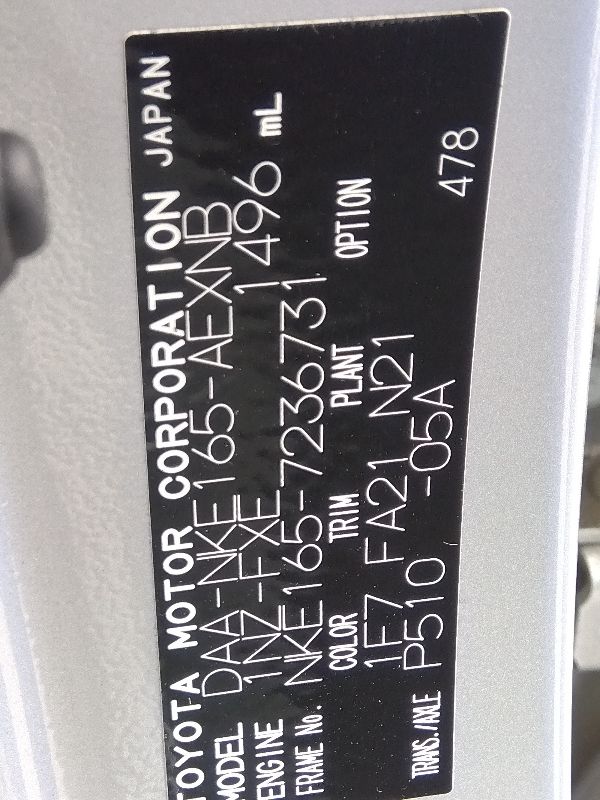 TOYOTA MOTOR CORPORATION JAPAN
MODEL DAA-NKE165-AEXNB
ENGINE 1NZ-FXE 1496 mL
FRAME No. NKE165-7236731
COLOR TRIM PLANT OPTION
1F7 FA21 N21
TRANS./AXLE P510 -05A 478